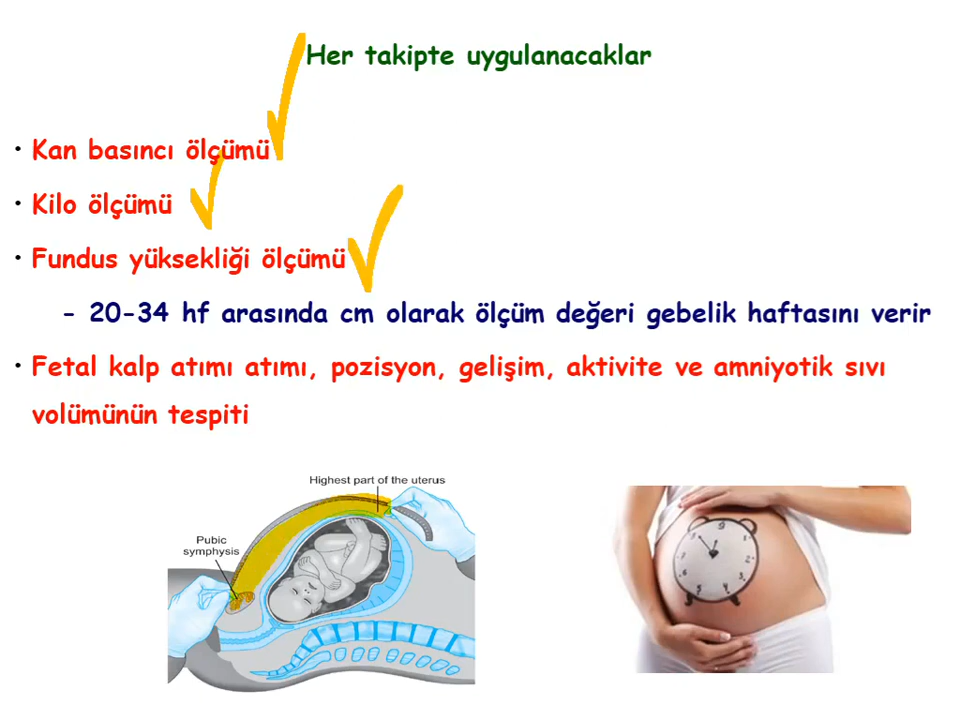 Her takipte uygulanacaklar
• Kan basıncı ölçümü
• Kilo ölçümü
• Fundus yüksekliği ölçümü
- 20-34 hf arasında cm olarak ölçüm değeri gebelik haftasını verir
• Fetal kalp atımı atımı, pozisyon, gelişim, aktivite ve amniyotik sıvı
volümünün tespiti
Highest part of the uterus
Pubic
symphysis